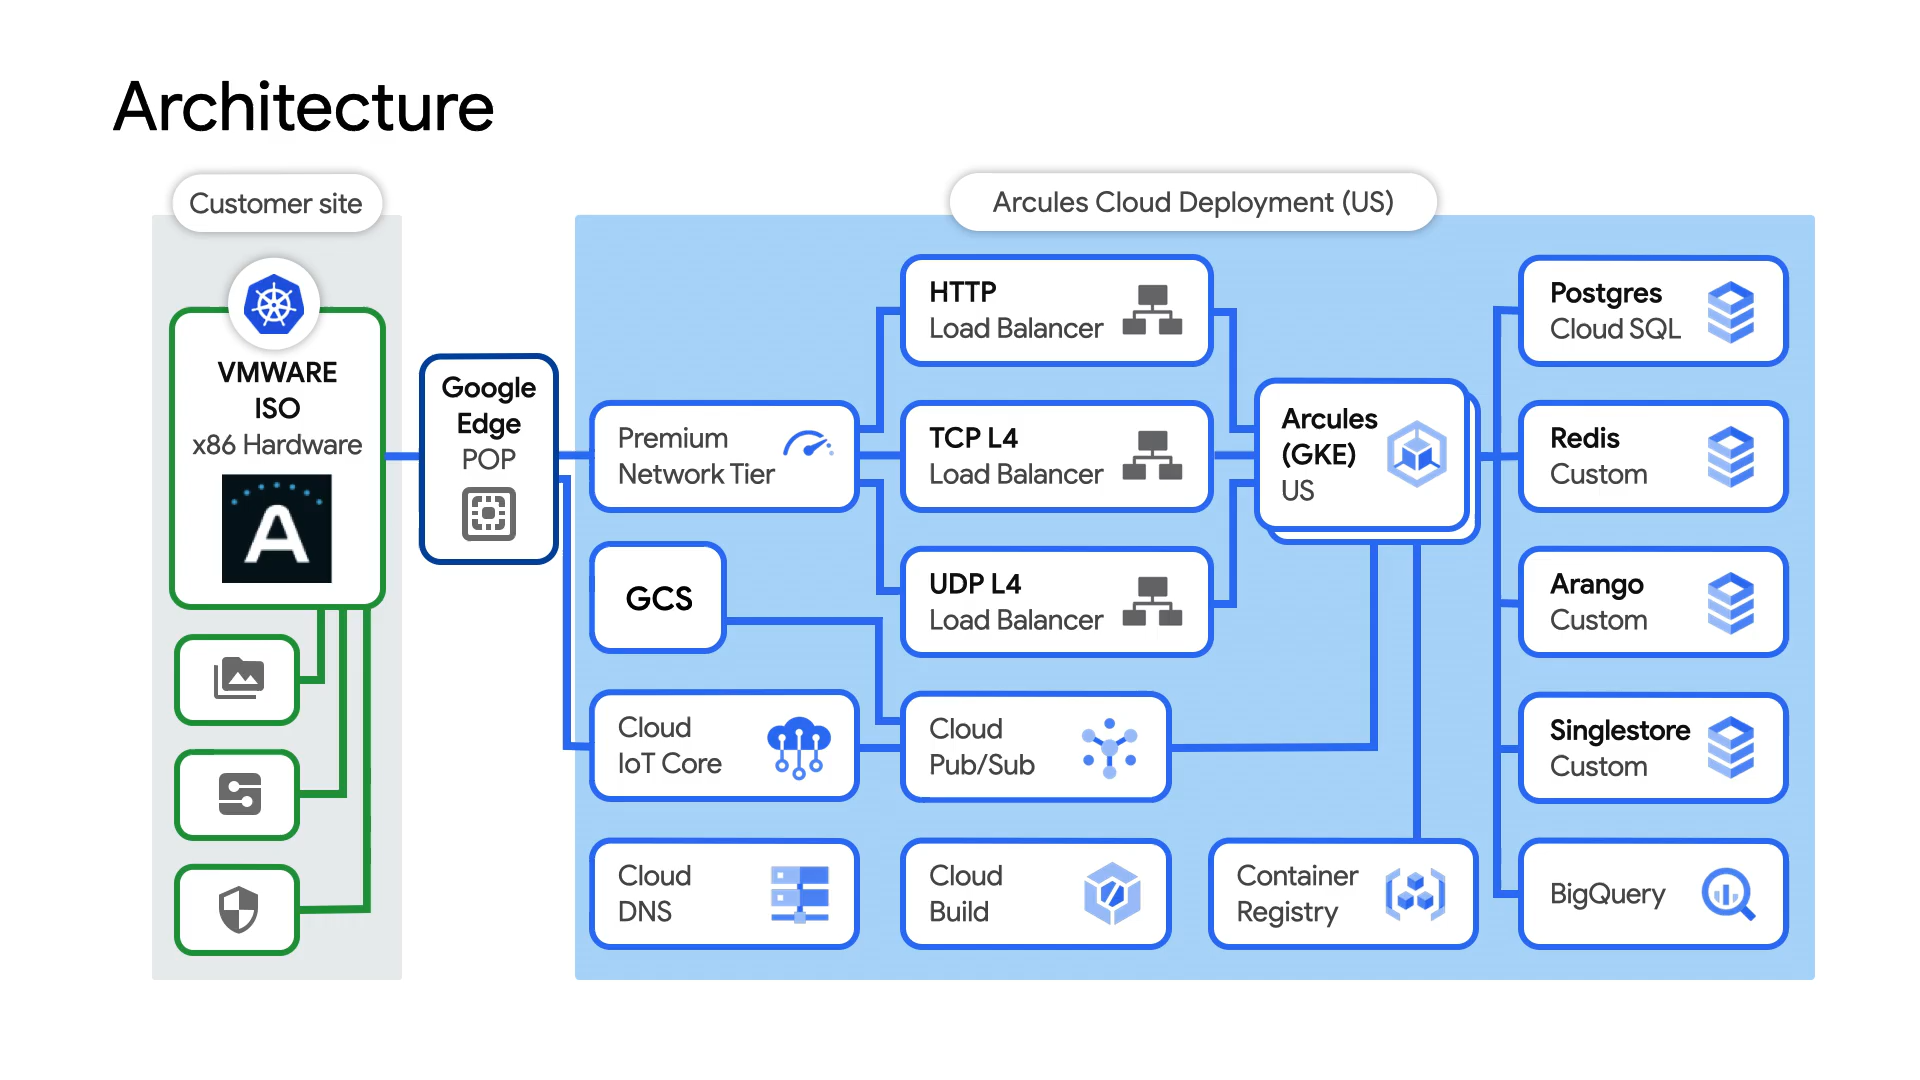 Architecture
Customer site
Arcules Cloud Deployment (US)
VMWARE
ISO
x86 Hardware
A
Google
Edge
POP
Premium
Network Tier
GCS
Cloud
IoT Core
Cloud
DNS
HTTP
Load Balancer
TCP L4
Load Balancer
UDP L4
Load Balancer
Cloud
Pub/Sub
Cloud
Build
Arcules
(GKE)
US
Container
Registry
Postgres
Cloud SQL
Redis
Custom
Arango
Custom
Singlestore
Custom
BigQuery